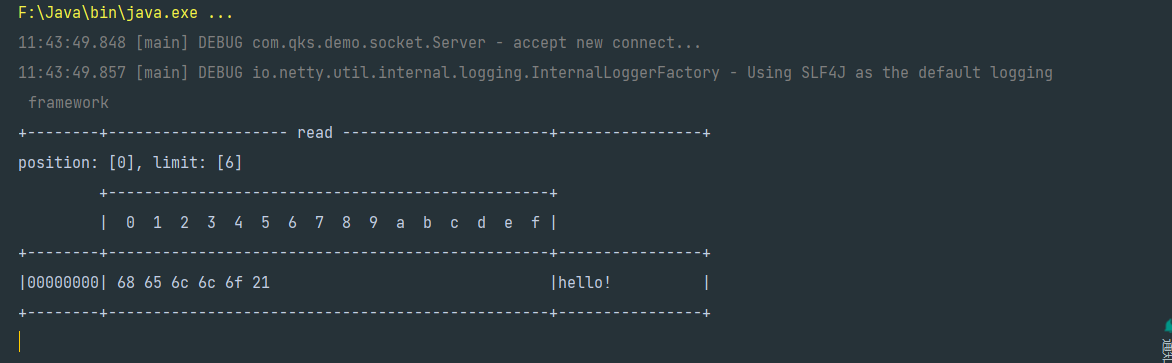 F:\Java\bin\java.exe ...
11:43:49.848 [main] DEBUG com.qks.demo.socket.Server - accept new connect...
11:43:49.857 [main] DEBUG io.netty.util.internal.logging.InternalLoggerFactory - Using SLF4J as the default logging
 framework
+--------+-------------------- read -----------------------+----------------+
position: [0], limit: [6]
         +-------------------------------------------------+
         |  0  1  2  3  4  5  6  7  8  9  a  b  c  d  e  f |
+--------+-------------------------------------------------+----------------+
|00000000| 68 65 6c 6c 6f 21                               |hello!          |
+--------+-------------------------------------------------+----------------+